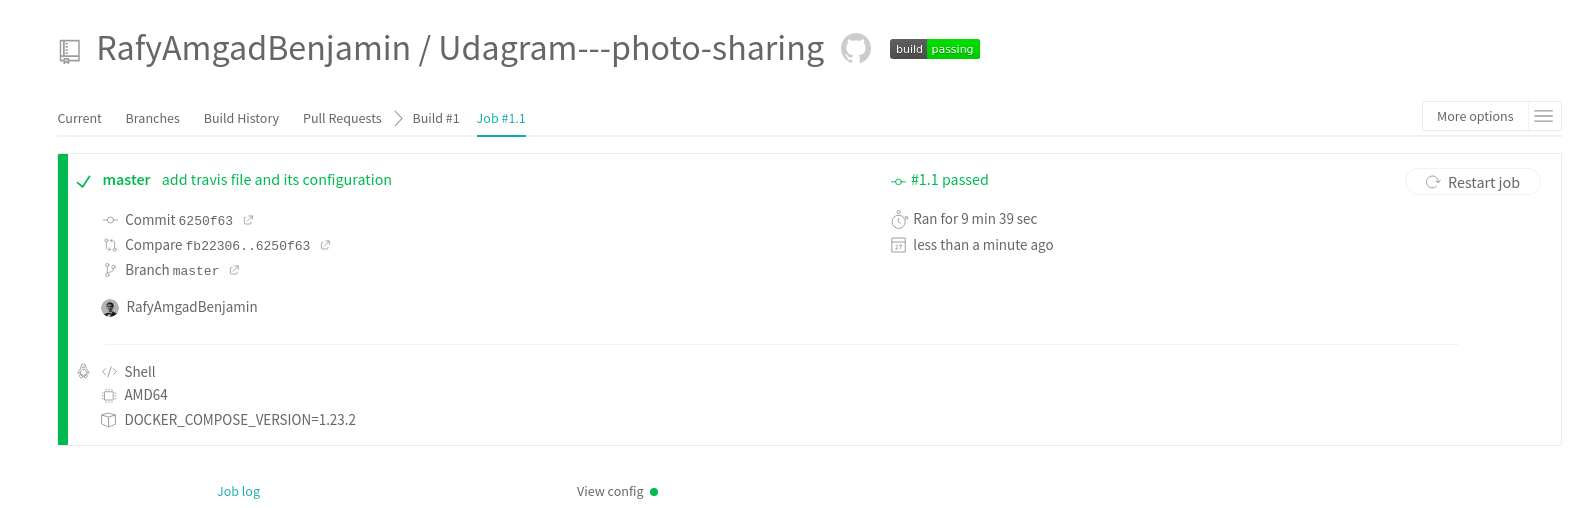 RafyAmgadBenjamin / Udagram---photo-sharing build passing
Current Branches Build History Pull Requests Build #1 Job #1.1 More options
master add travis file and its configuration
Commit 6250f63
Compare fb22306..6250f63
Branch master
RafyAmgadBenjamin
#1.1 passed
Ran for 9 min 39 sec
less than a minute ago
Restart job
Shell
AMD64
DOCKER_COMPOSE_VERSION=1.23.2
Job log View config